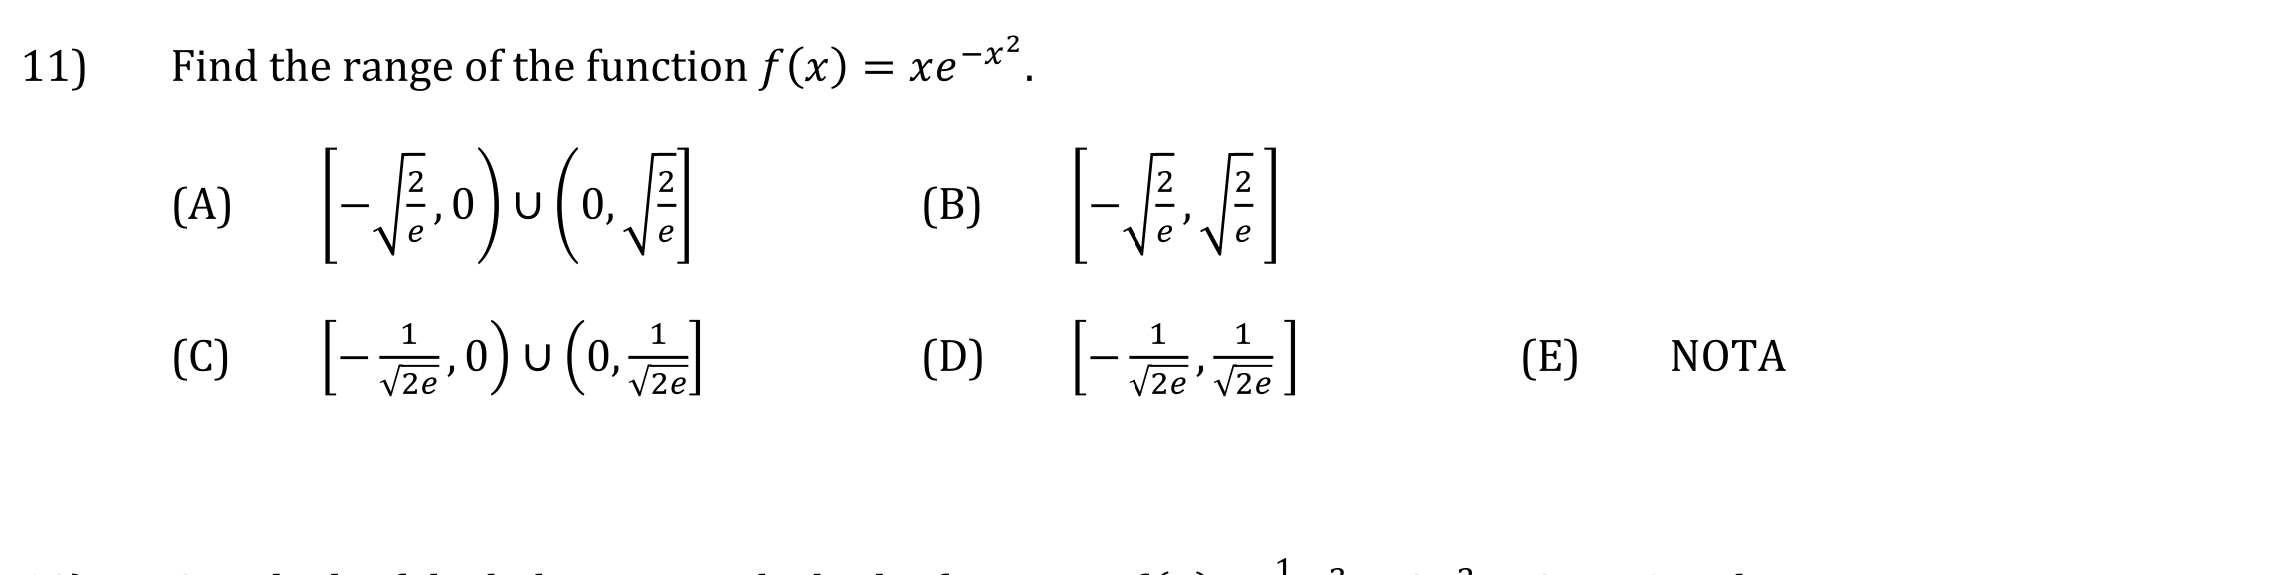 11) Find the range of the function f(x) = xe^{-x^2}.
(A) [-√(2/e), 0) ∪ (0, √(2/e)] (B) [-√(2/e), √(2/e)]
(C) [-1/√(2e), 0) ∪ (0, 1/√(2e)] (D) [-1/√(2e), 1/√(2e)] (E) NOTA